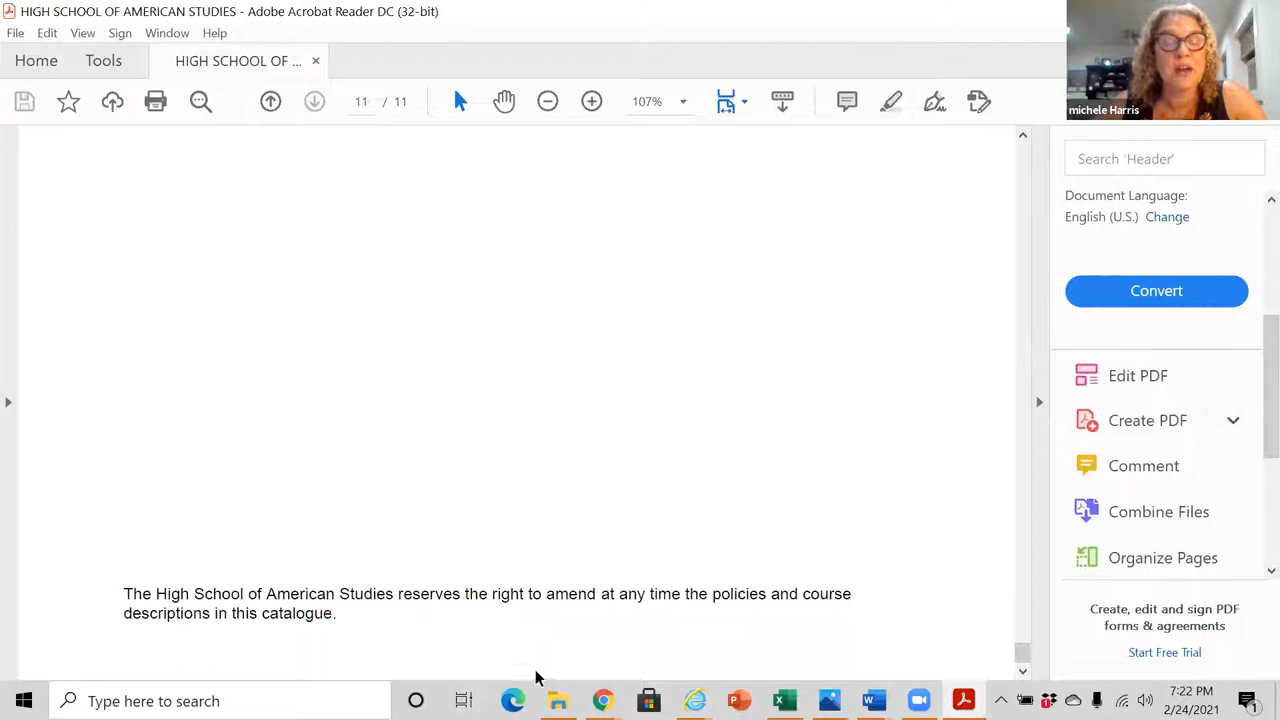 HIGH SCHOOL OF AMERICAN STUDIES - Adobe Acrobat Reader DC (32-bit)
File Edit View Sign Window Help
Home Tools HIGH SCHOOL OF ... ×
11 / 11 107%
michele Harris
Search 'Header'
Document Language:
English (U.S.) Change
Convert
Edit PDF
Create PDF
Comment
Combine Files
Organize Pages
The High School of American Studies reserves the right to amend at any time the policies and course
descriptions in this catalogue.
Create, edit and sign PDF
forms & agreements
Start Free Trial
Type here to search
7:22 PM
2/24/2021